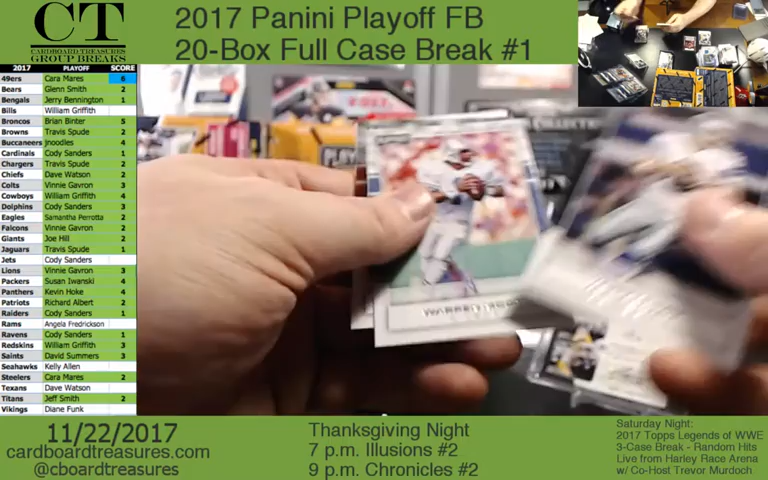 CT
CARDBOARD TREASURES
GROUP BREAKS
2017 Panini Playoff FB
20-Box Full Case Break #1
2017 PLAYOFF SCORE
49ers Cara Mares 6
Bears Glenn Smith 2
Bengals Jerry Bennington 1
Bills William Griffith
Broncos Brian Binter 5
Browns Travis Spude 2
Buccaneers Jnoodles 4
Cardinals Cody Sanders 1
Chargers Travis Spude 2
Chiefs Dave Watson 2
Colts Vinnie Gavron 3
Cowboys William Griffith 4
Dolphins Cody Sanders 3
Eagles Samantha Perrotta 2
Falcons Vinnie Gavron 2
Giants Joe Hill 2
Jaguars Travis Spude 1
Jets Cody Sanders
Lions Vinnie Gavron 3
Packers Susan Iwanski 4
Panthers Kevin Hoke 4
Patriots Richard Albert 2
Raiders Cody Sanders 1
Rams Angela Fredrickson
Ravens Cody Sanders 1
Redskins William Griffith 3
Saints David Summers 3
Seahawks Kelly Allen
Steelers Cara Mares 2
Texans Dave Watson
Titans Jeff Smith 2
Vikings Diane Funk
WARREN
11/22/2017
cardboardtreasures.com
@cboardtreasures
Thanksgiving Night
7 p.m. Illusions #2
9 p.m. Chronicles #2
Saturday Night:
2017 Topps Legends of WWE
3-Case Break - Random Hits
Live from Harley Race Arena
w/ Co-Host Trevor Murdoch